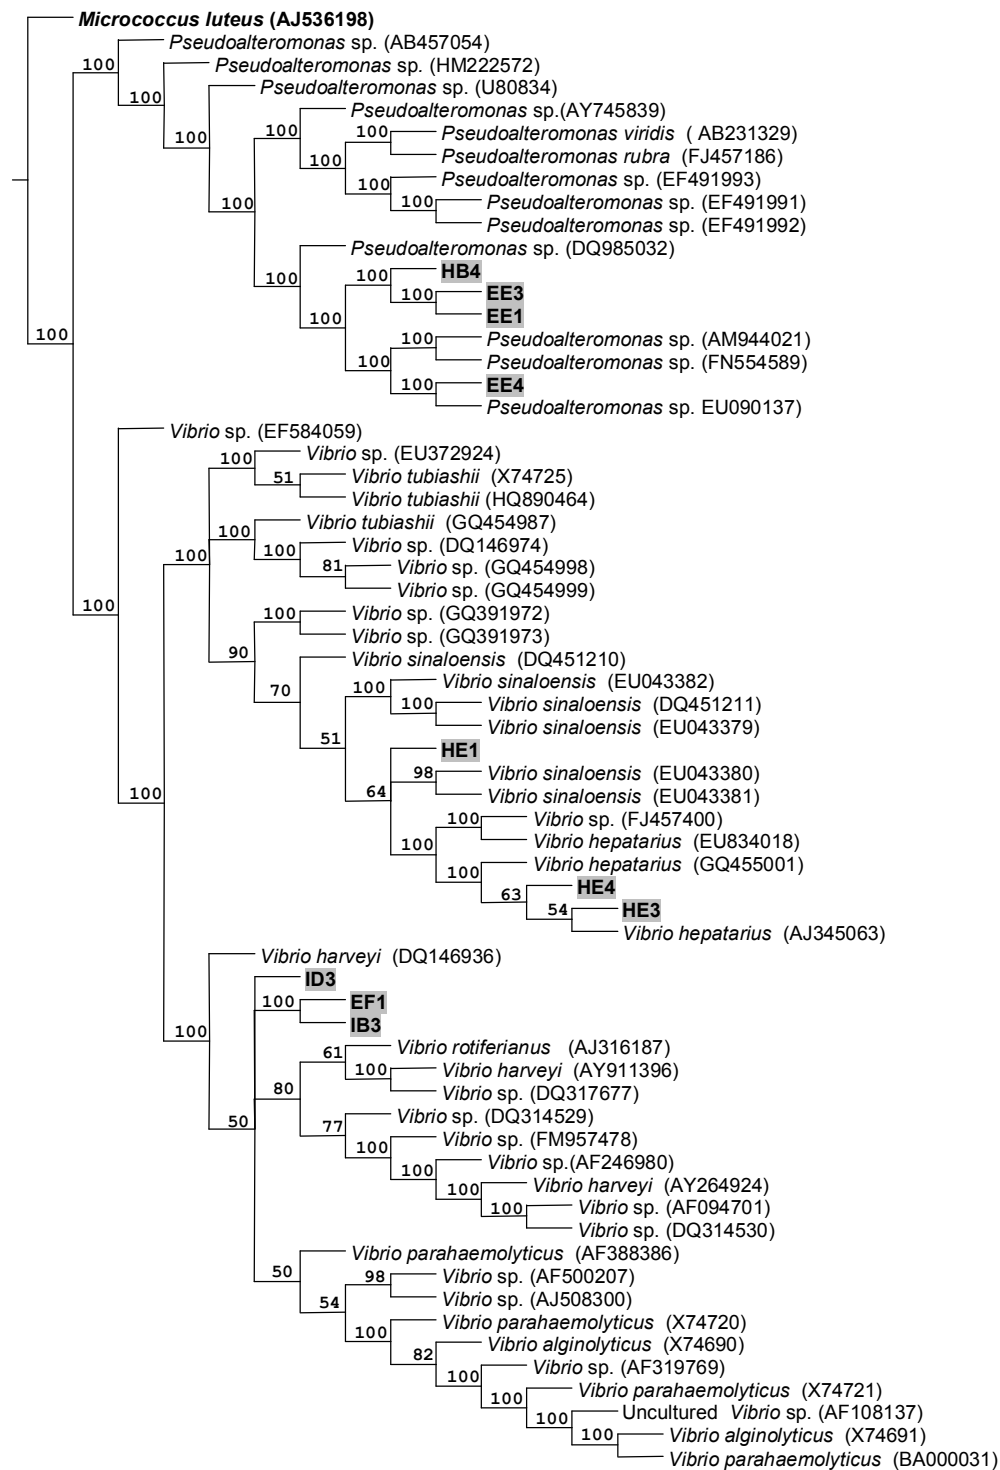 Micrococcus luteus (AJ536198)
Pseudoalteromonas sp. (AB457054)
100
Pseudoalteromonas sp. (HM222572)
100
Pseudoalteromonas sp. (U80834)
100
Pseudoalteromonas sp.(AY745839)
100
100
Pseudoalteromonas viridis ( AB231329)
100
Pseudoalteromonas rubra (FJ457186)
100
Pseudoalteromonas sp. (EF491993)
100
Pseudoalteromonas sp. (EF491991)
100
Pseudoalteromonas sp. (EF491992)
Pseudoalteromonas sp. (DQ985032)
100
100
HB4
100
EE3
EE1
100
100
Pseudoalteromonas sp. (AM944021)
100
Pseudoalteromonas sp. (FN554589)
100
100
EE4
Pseudoalteromonas sp. EU090137)
Vibrio sp. (EF584059)
100
Vibrio sp. (EU372924)
51
Vibrio tubiashii (X74725)
Vibrio tubiashii (HQ890464)
100
Vibrio tubiashii (GQ454987)
100
100
Vibrio sp. (DQ146974)
81
Vibrio sp. (GQ454998)
Vibrio sp. (GQ454999)
100
100
Vibrio sp. (GQ391972)
Vibrio sp. (GQ391973)
90
Vibrio sinaloensis (DQ451210)
70
100
Vibrio sinaloensis (EU043382)
100
Vibrio sinaloensis (DQ451211)
Vibrio sinaloensis (EU043379)
51
HE1
98
Vibrio sinaloensis (EU043380)
64
Vibrio sinaloensis (EU043381)
100
100
Vibrio sp. (FJ457400)
Vibrio hepatarius (EU834018)
100
Vibrio hepatarius (GQ455001)
100
63
HE4
54
HE3
Vibrio hepatarius (AJ345063)
Vibrio harveyi (DQ146936)
ID3
100
EF1
IB3
100
61
Vibrio rotiferianus (AJ316187)
100
Vibrio harveyi (AY911396)
80
Vibrio sp. (DQ317677)
50
77
Vibrio sp. (DQ314529)
100
Vibrio sp. (FM957478)
100
Vibrio sp.(AF246980)
100
Vibrio harveyi (AY264924)
100
Vibrio sp. (AF094701)
Vibrio sp. (DQ314530)
Vibrio parahaemolyticus (AF388386)
50
98
Vibrio sp. (AF500207)
54
Vibrio sp. (AJ508300)
100
Vibrio parahaemolyticus (X74720)
82
Vibrio alginolyticus (X74690)
100
Vibrio sp. (AF319769)
100
Vibrio parahaemolyticus (X74721)
100
Uncultured Vibrio sp. (AF108137)
100
Vibrio alginolyticus (X74691)
Vibrio parahaemolyticus (BA000031)